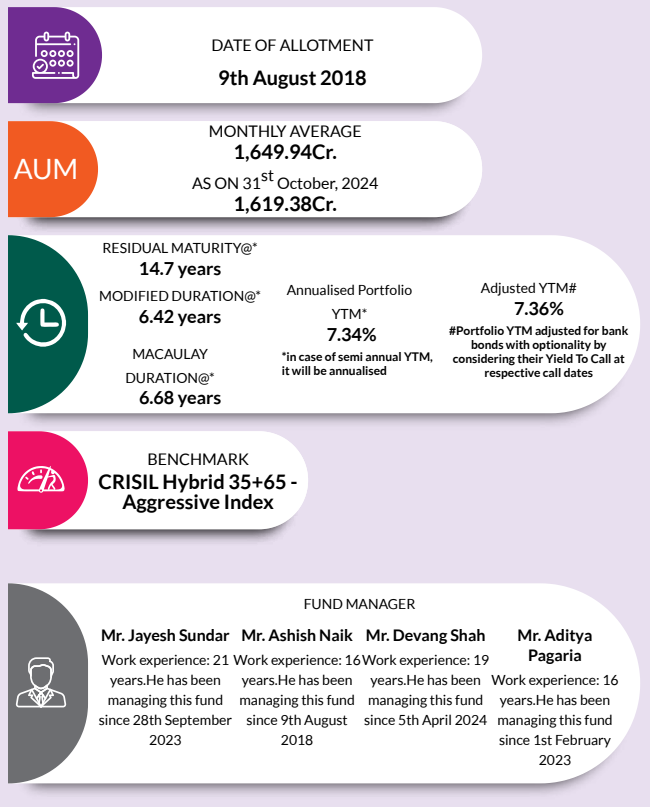 DATE OF ALLOTMENT
9th August 2018
AUM
MONTHLY AVERAGE
1,649.94Cr.
AS ON 31st October, 2024
1,619.38Cr.
RESIDUAL MATURITY@*
14.7 years
MODIFIED DURATION@*
6.42 years
MACAULAY
DURATION@*
6.68 years
Annualised Portfolio
YTM*
7.34%
*in case of semi annual YTM,
it will be annualised
Adjusted YTM#
7.36%
#Portfolio YTM adjusted for bank
bonds with optionality by
considering their Yield To Call at
respective call dates
BENCHMARK
CRISIL Hybrid 35+65 -
Aggressive Index
FUND MANAGER
Mr. Jayesh Sundar
Work experience: 21
years.He has been
managing this fund
since 28th September
2023
Mr. Ashish Naik
Work experience: 16
years.He has been
managing this fund
since 9th August
2018
Mr. Devang Shah
Work experience: 19
years.He has been
managing this fund
since 5th April 2024
Mr. Aditya
Pagaria
Work experience: 16
years.He has been
managing this fund
since 1st February
2023